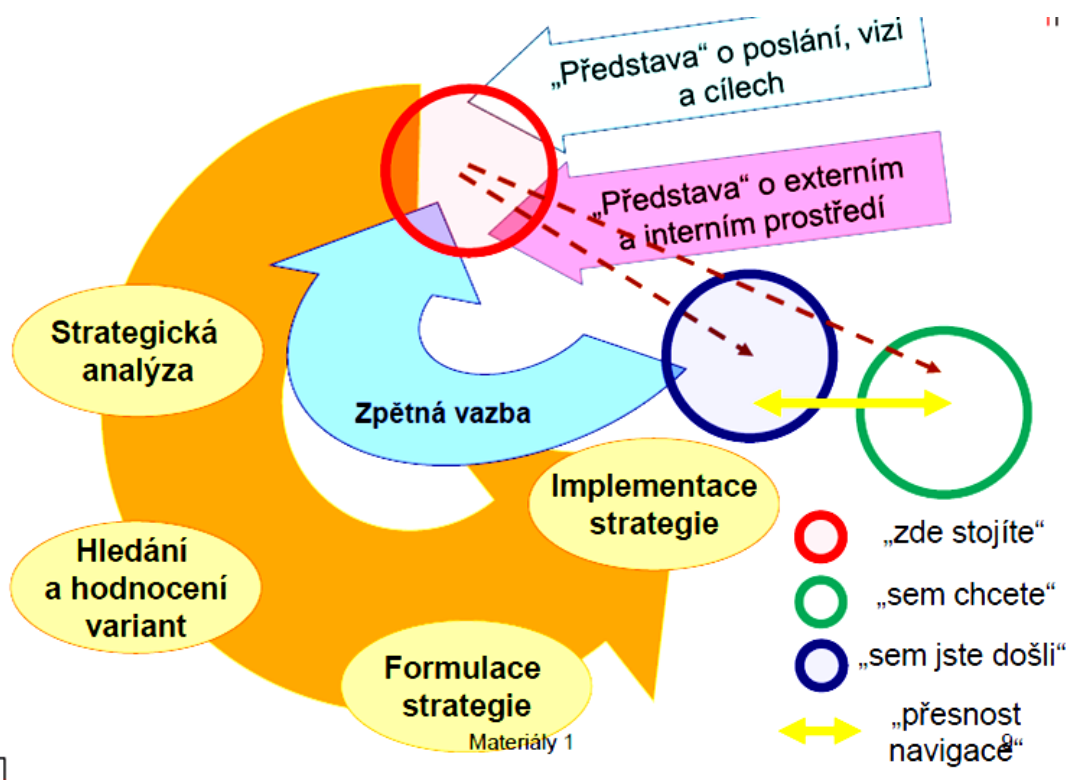 „Představa“ o poslání, vizi
a cílech
„Představa“ o externím
a interním prostředí
Strategická
analýza
Zpětná vazba
Implementace
strategie
Hledání
a hodnocení
variant
Formulace
strategie
„zde stojíte“
„sem chcete“
„sem jste došli“
„přesnost
navigace“
Materiály 1
9